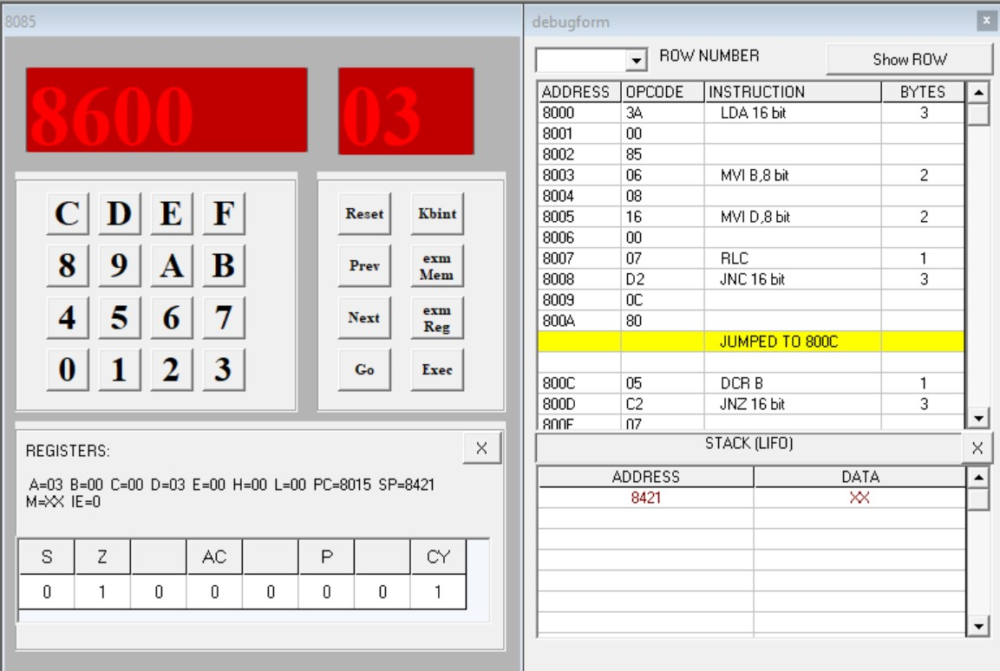 8085
8600 03
C D E F
8 9 A B
4 5 6 7
0 1 2 3
Reset Kbint
Prev exm Mem
Next exm Reg
Go Exec
REGISTERS: X
A=03 B=00 C=00 D=03 E=00 H=00 L=00 PC=8015 SP=8421
M=XX IE=0
S Z AC P CY
0 1 0 0 0 0 0 1
debugform x
ROW NUMBER Show ROW
ADDRESS OPCODE INSTRUCTION BYTES
8000 3A LDA 16 bit 3
8001 00
8002 85
8003 06 MVI B,8 bit 2
8004 08
8005 16 MVI D,8 bit 2
8006 00
8007 07 RLC 1
8008 D2 JNC 16 bit 3
8009 0C
800A 80
JUMPED TO 800C
800C 05 DCR B 1
800D C2 JNZ 16 bit 3
800E 07
STACK (LIFO) X
ADDRESS DATA
8421 XX